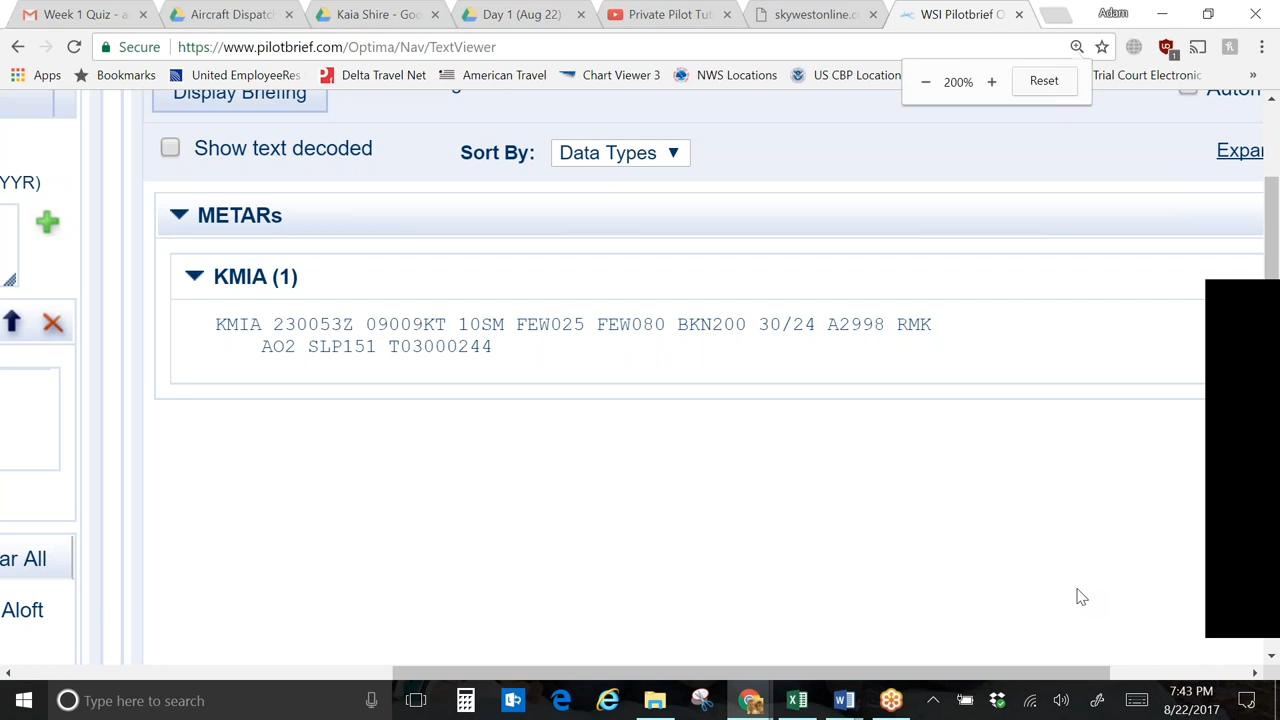 Week 1 Quiz - a
Aircraft Dispatc
Kaia Shire - Goo
Day 1 (Aug 22)
Private Pilot Tut
skywestonline.c
WSI Pilotbrief O
Adam
Secure
https://www.pilotbrief.com/Optima/Nav/TextViewer
Apps
Bookmarks
United EmployeeRes
Delta Travel Net
American Travel
Chart Viewer 3
NWS Locations
US CBP Location
Trial Court Electronic
»
− 200% + Reset
Display Briefing
Show text decoded
Sort By:
Data Types ▼
Expar
YYR)
METARs
KMIA (1)
KMIA 230053Z 09009KT 10SM FEW025 FEW080 BKN200 30/24 A2998 RMK
AO2 SLP151 T03000244
ar All
Aloft
Type here to search
7:43 PM
8/22/2017